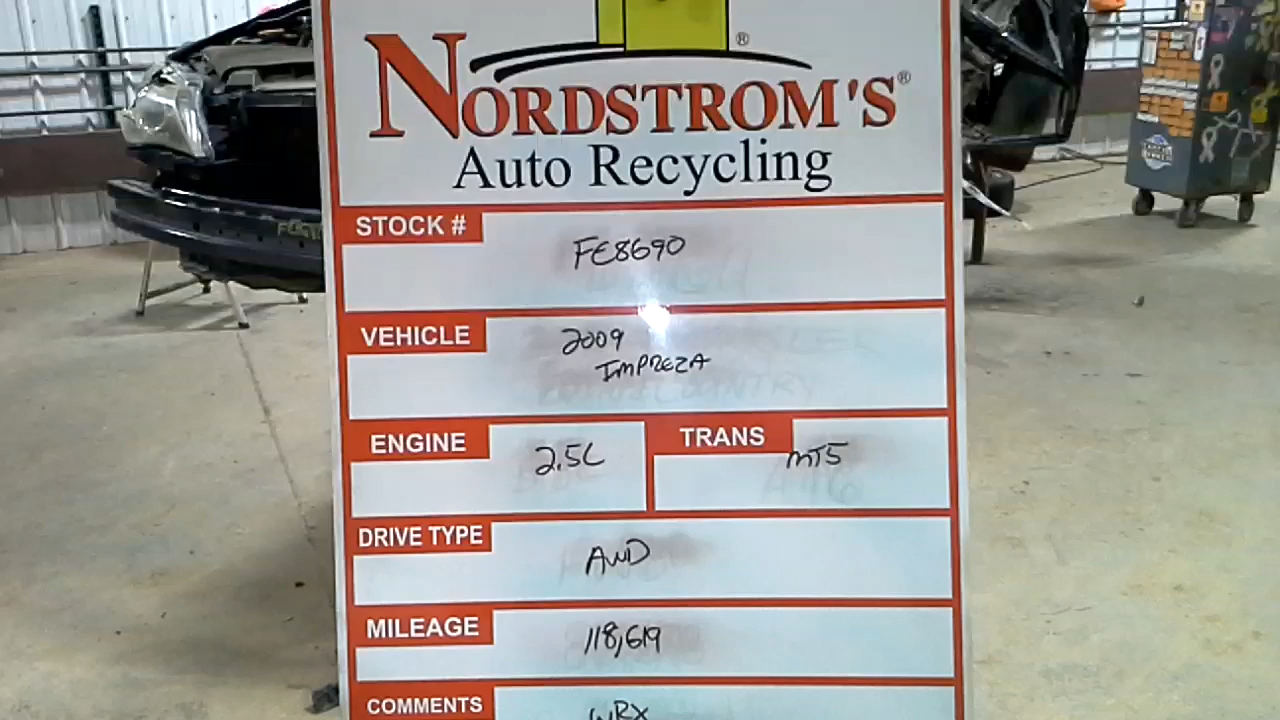 NORDSTROM'S®
Auto Recycling
STOCK # FE8690
VEHICLE 2009
IMPREZA
ENGINE 2.5L TRANS MT5
DRIVE TYPE AWD
MILEAGE 118,619
COMMENTS WRX